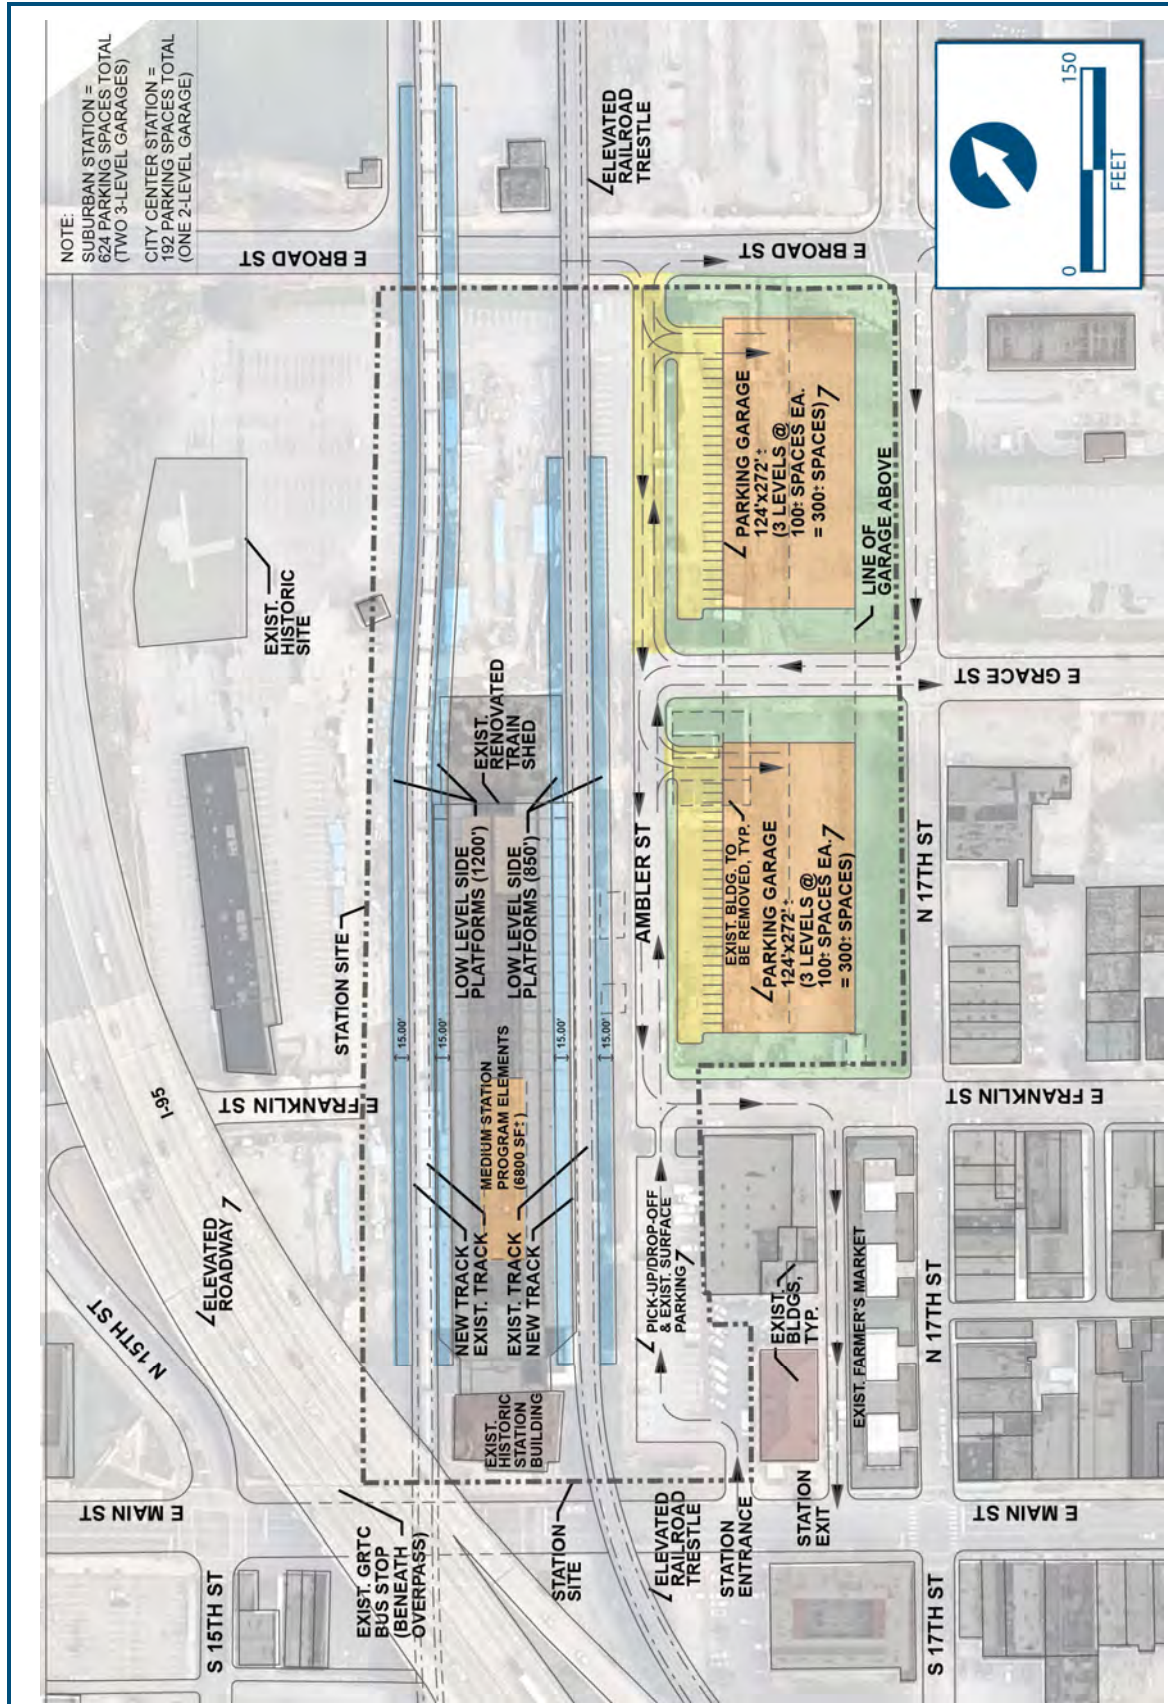 NOTE:
SUBURBAN STATION =
624 PARKING SPACES TOTAL
(TWO 3-LEVEL GARAGES)
CITY CENTER STATION =
192 PARKING SPACES TOTAL
(ONE 2-LEVEL GARAGE)
E BROAD ST
ELEVATED
RAILROAD
TRESTLE
E BROAD ST
0
150
FEET
EXIST.
HISTORIC
SITE
PARKING GARAGE
124'x272'±
(3 LEVELS @
100± SPACES EA.
= 300± SPACES)
LINE OF
GARAGE ABOVE
E GRACE ST
STATION SITE
EXIST.
RENOVATED
TRAIN
SHED
LOW LEVEL SIDE
PLATFORMS (1200')
LOW LEVEL SIDE
PLATFORMS (850')
AMBLER ST
EXIST. BLDG. TO
BE REMOVED, TYP.
PARKING GARAGE
124'x272'±
(3 LEVELS @
100± SPACES EA.
= 300± SPACES)
N 17TH ST
15.00'
15.00'
15.00'
15.00'
I-95
E FRANKLIN ST
MEDIUM STATION
PROGRAM ELEMENTS
(6800 SF±)
E FRANKLIN ST
ELEVATED
ROADWAY
N 15TH ST
NEW TRACK
EXIST. TRACK
EXIST. TRACK
NEW TRACK
PICK-UP/DROP-OFF
& EXIST. SURFACE
PARKING
EXIST.
BLDGS,
TYP.
EXIST. FARMER'S MARKET
N 17TH ST
EXIST.
HISTORIC
STATION
BUILDING
E MAIN ST
EXIST. GRTC
BUS STOP
(BENEATH
OVERPASS)
STATION
SITE
ELEVATED
RAILROAD
TRESTLE
STATION
ENTRANCE
STATION
EXIT
E MAIN ST
S 15TH ST
S 17TH ST